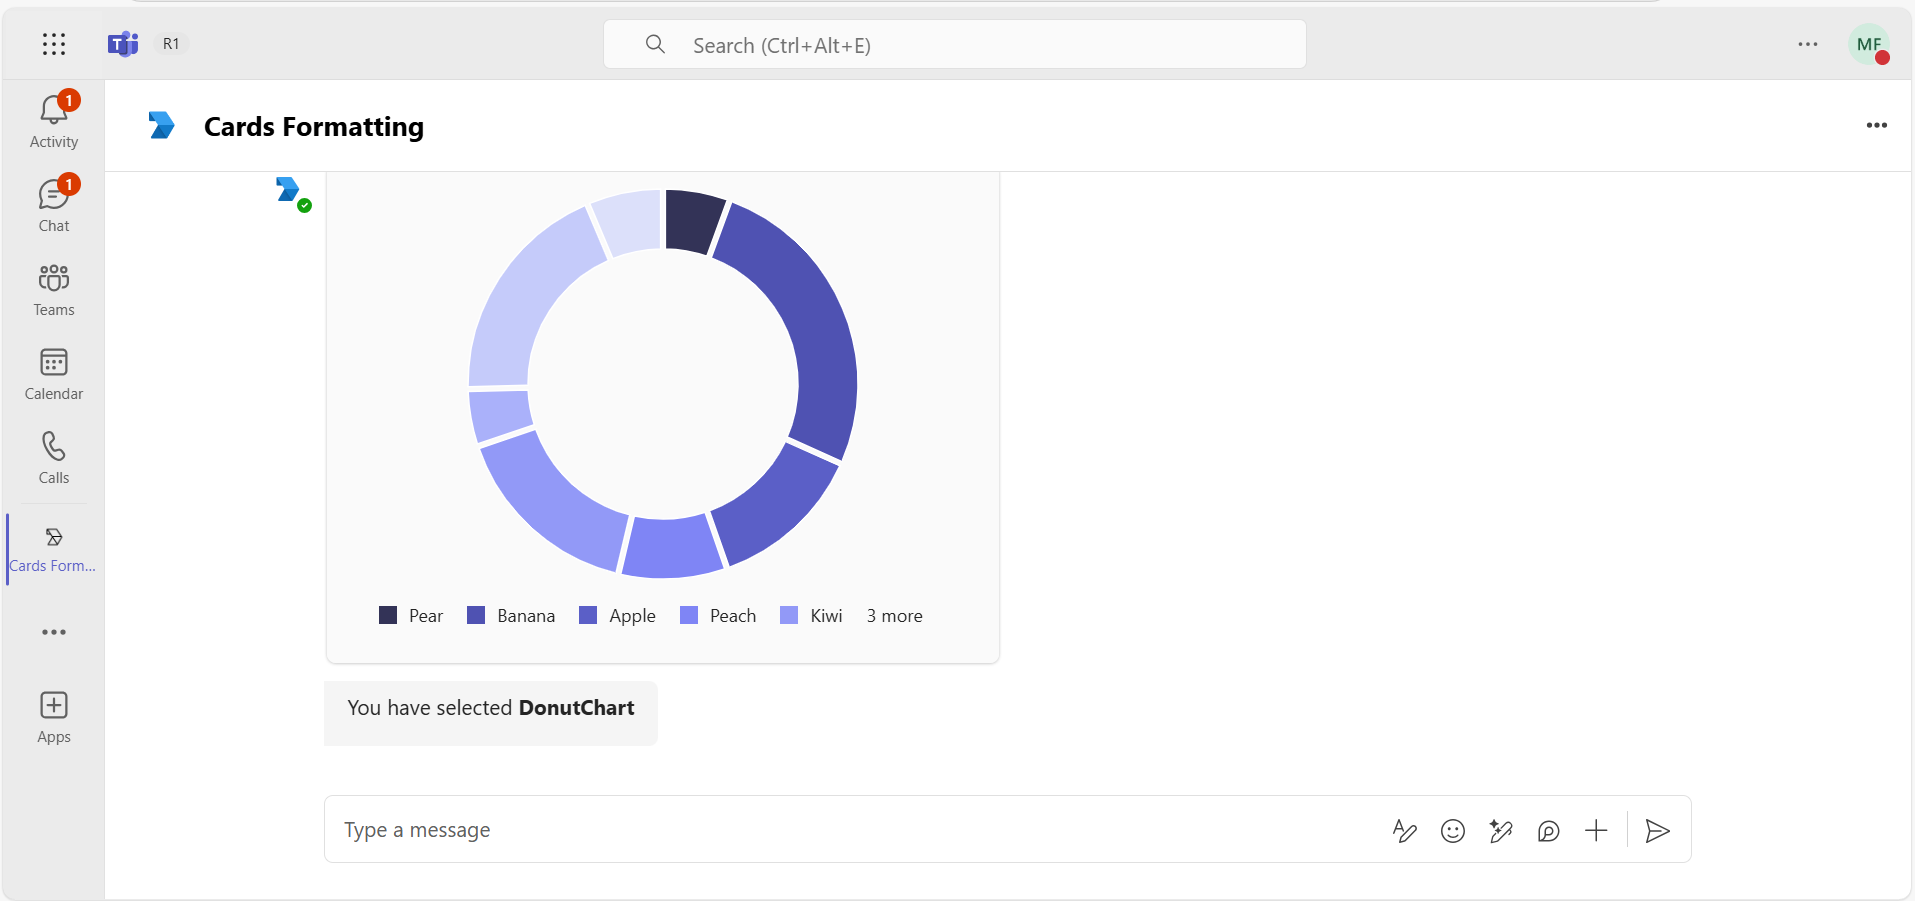 R1
Search (Ctrl+Alt+E)
MF
1
Activity
1
Chat
Teams
Calendar
Calls
Cards Form...
Apps
Cards Formatting
Pear Banana Apple Peach Kiwi 3 more
You have selected DonutChart
Type a message